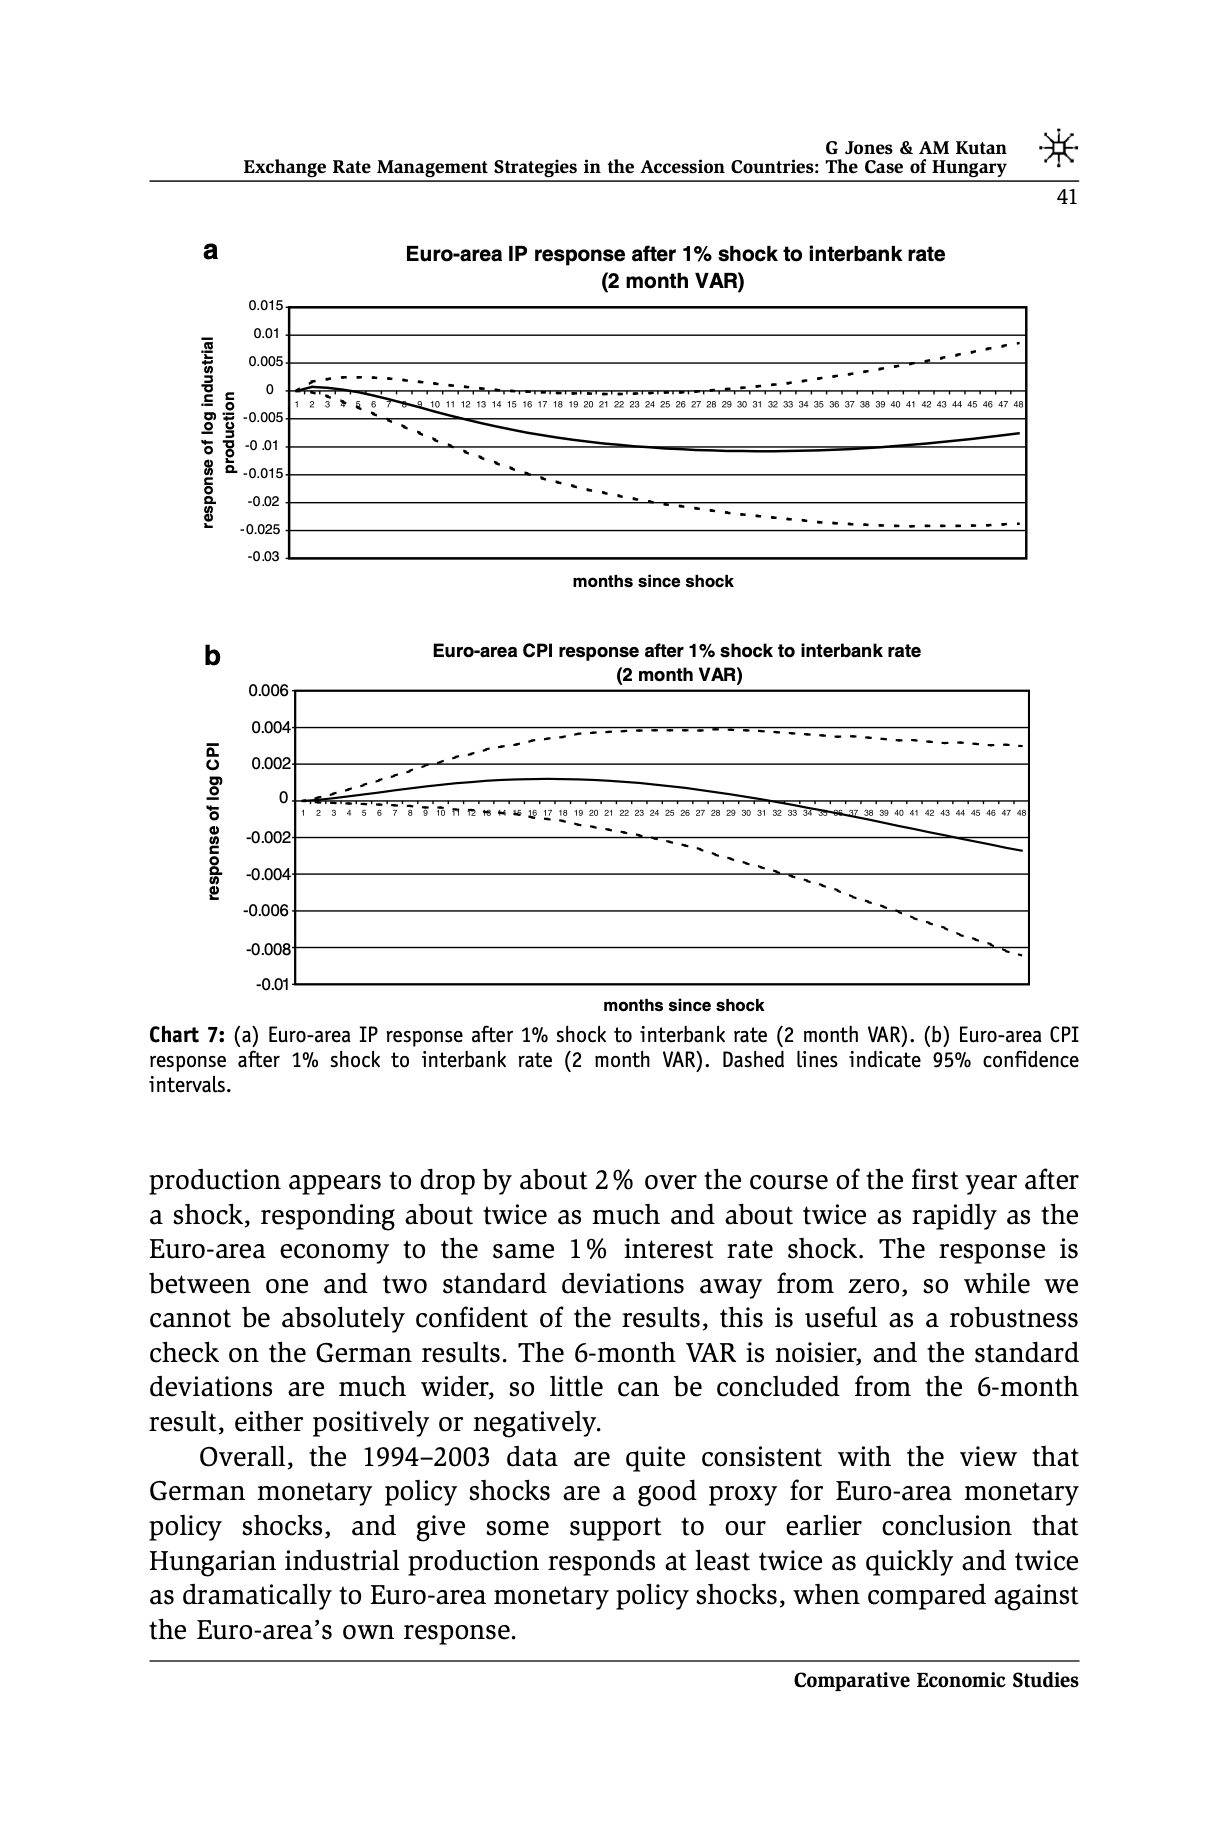 G Jones & AM Kutan
Exchange Rate Management Strategies in the Accession Countries: The Case of Hungary
41
a
Euro-area IP response after 1% shock to interbank rate
(2 month VAR)
response of log industrial
production
0.015
0.01
0.005
0
-0.005
-0.01
-0.015
-0.02
-0.025
-0.03
1 2 3 4 5 6 7 8 9 10 11 12 13 14 15 16 17 18 19 20 21 22 23 24 25 26 27 28 29 30 31 32 33 34 35 36 37 38 39 40 41 42 43 44 45 46 47 48
months since shock
b
Euro-area CPI response after 1% shock to interbank rate
(2 month VAR)
response of log CPI
0.006
0.004
0.002
0
-0.002
-0.004
-0.006
-0.008
-0.01
1 2 3 4 5 6 7 8 9 10 11 12 13 14 15 16 17 18 19 20 21 22 23 24 25 26 27 28 29 30 31 32 33 34 35 36 37 38 39 40 41 42 43 44 45 46 47 48
months since shock
Chart 7: (a) Euro-area IP response after 1% shock to interbank rate (2 month VAR). (b) Euro-area CPI
response after 1% shock to interbank rate (2 month VAR). Dashed lines indicate 95% confidence
intervals.
production appears to drop by about 2% over the course of the first year after
a shock, responding about twice as much and about twice as rapidly as the
Euro-area economy to the same 1% interest rate shock. The response is
between one and two standard deviations away from zero, so while we
cannot be absolutely confident of the results, this is useful as a robustness
check on the German results. The 6-month VAR is noisier, and the standard
deviations are much wider, so little can be concluded from the 6-month
result, either positively or negatively.
Overall, the 1994–2003 data are quite consistent with the view that
German monetary policy shocks are a good proxy for Euro-area monetary
policy shocks, and give some support to our earlier conclusion that
Hungarian industrial production responds at least twice as quickly and twice
as dramatically to Euro-area monetary policy shocks, when compared against
the Euro-area's own response.
Comparative Economic Studies